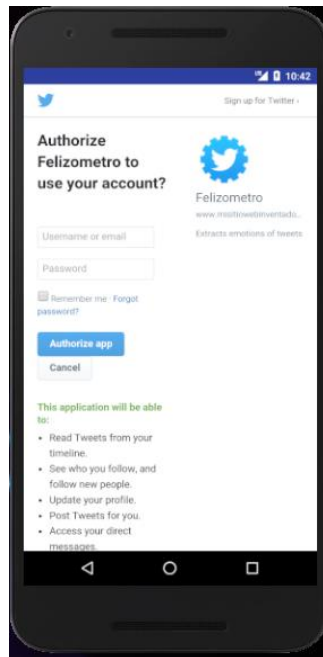 10:42
Sign up for Twitter ›
Authorize
Felizometro to
use your account?
Felizometro
www.misitiowebinventado..
Extracts emotions of tweets
Username or email
Password
Remember me · Forgot
password?
Authorize app
Cancel
This application will be able
to:
• Read Tweets from your
timeline.
• See who you follow, and
follow new people.
• Update your profile.
• Post Tweets for you.
• Access your direct
messages.